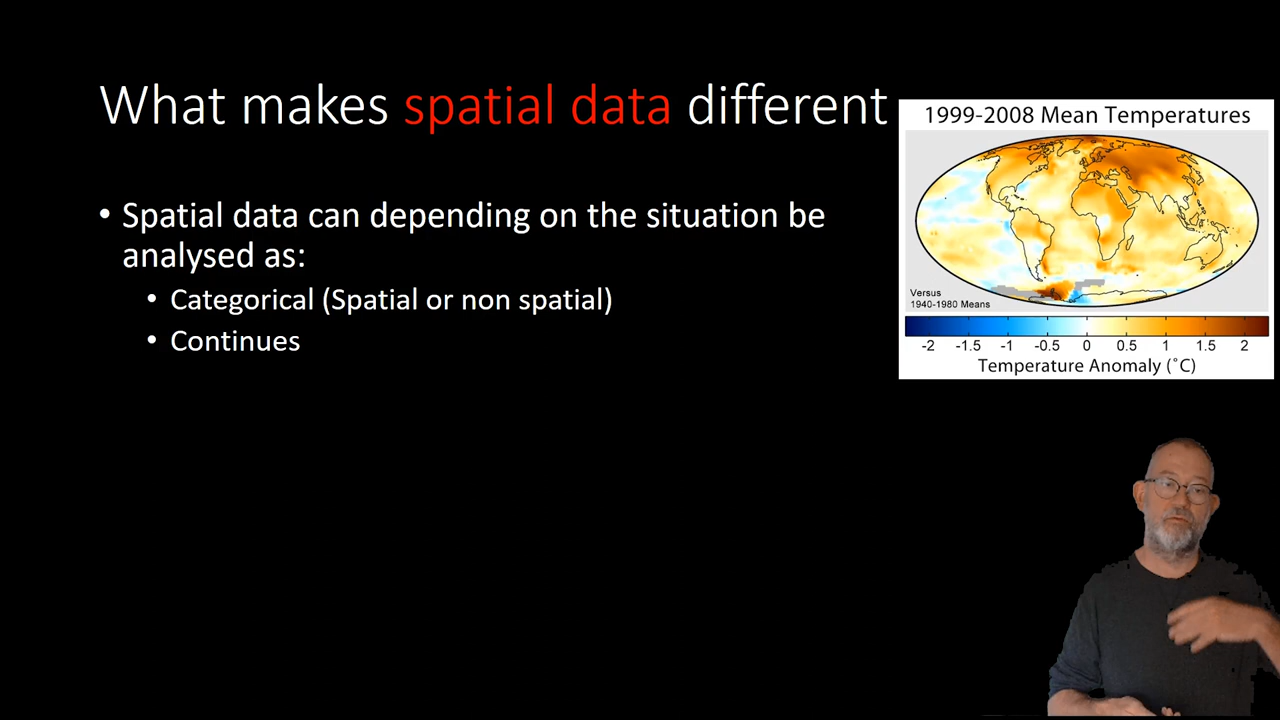 What makes spatial data different
• Spatial data can depending on the situation be
analysed as:
• Categorical (Spatial or non spatial)
• Continues
1999-2008 Mean Temperatures
Versus
1940-1980 Means
-2 -1.5 -1 -0.5 0 0.5 1 1.5 2
Temperature Anomaly (˚C)